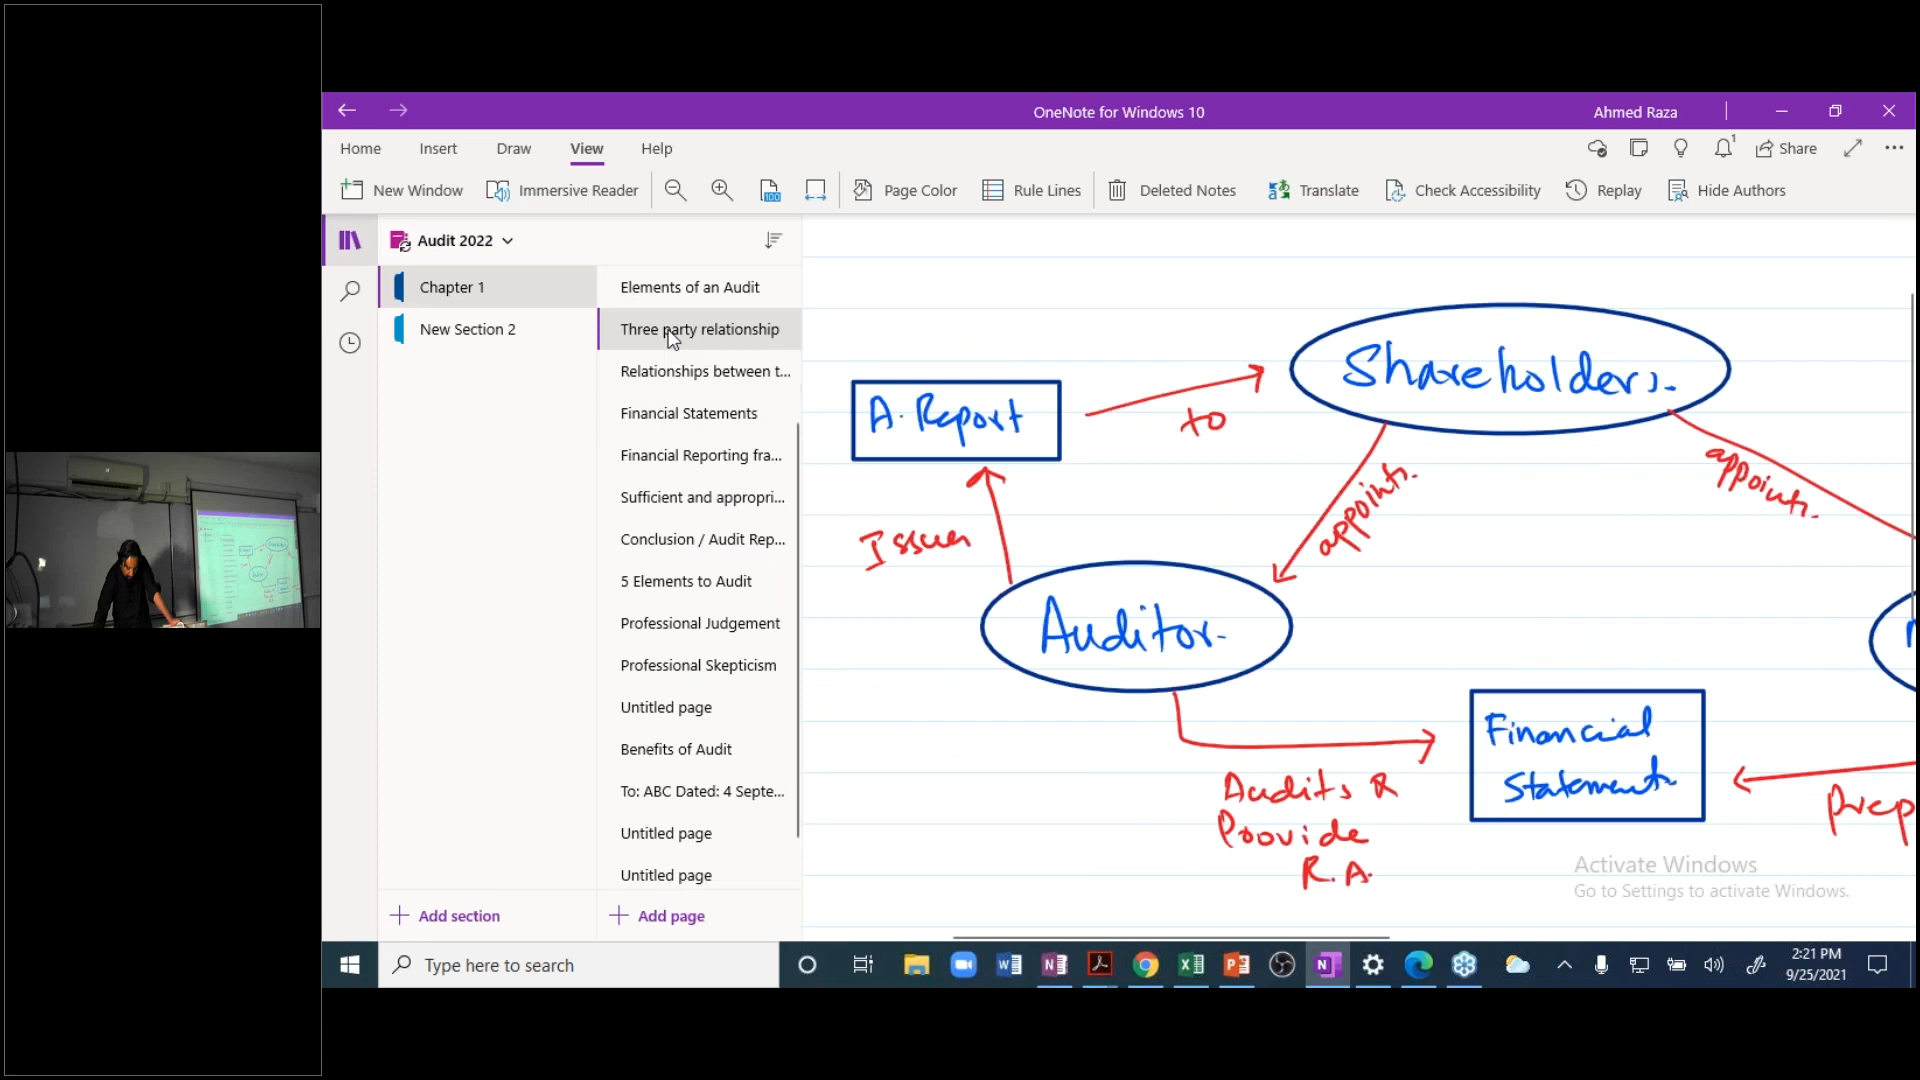 OneNote for Windows 10
Ahmed Raza
Home Insert Draw View Help
1
Share
New Window Immersive Reader 100 Page Color Rule Lines Deleted Notes Translate Check Accessibility Replay Hide Authors
Audit 2022
Chapter 1
New Section 2
Elements of an Audit
Three party relationship
Relationships between t...
Financial Statements
Financial Reporting fra...
Sufficient and appropri...
Conclusion / Audit Rep...
5 Elements to Audit
Professional Judgement
Professional Skepticism
Untitled page
Benefits of Audit
To: ABC Dated: 4 Septe...
Untitled page
Untitled page
Add section
Add page
Shareholders.
A. Report
to
appoints.
appoints.
Issues
Auditor.
Financial
Statements
Audits &
Provide
R.A.
Prep
Activate Windows
Go to Settings to activate Windows.
Type here to search
2:21 PM
9/25/2021